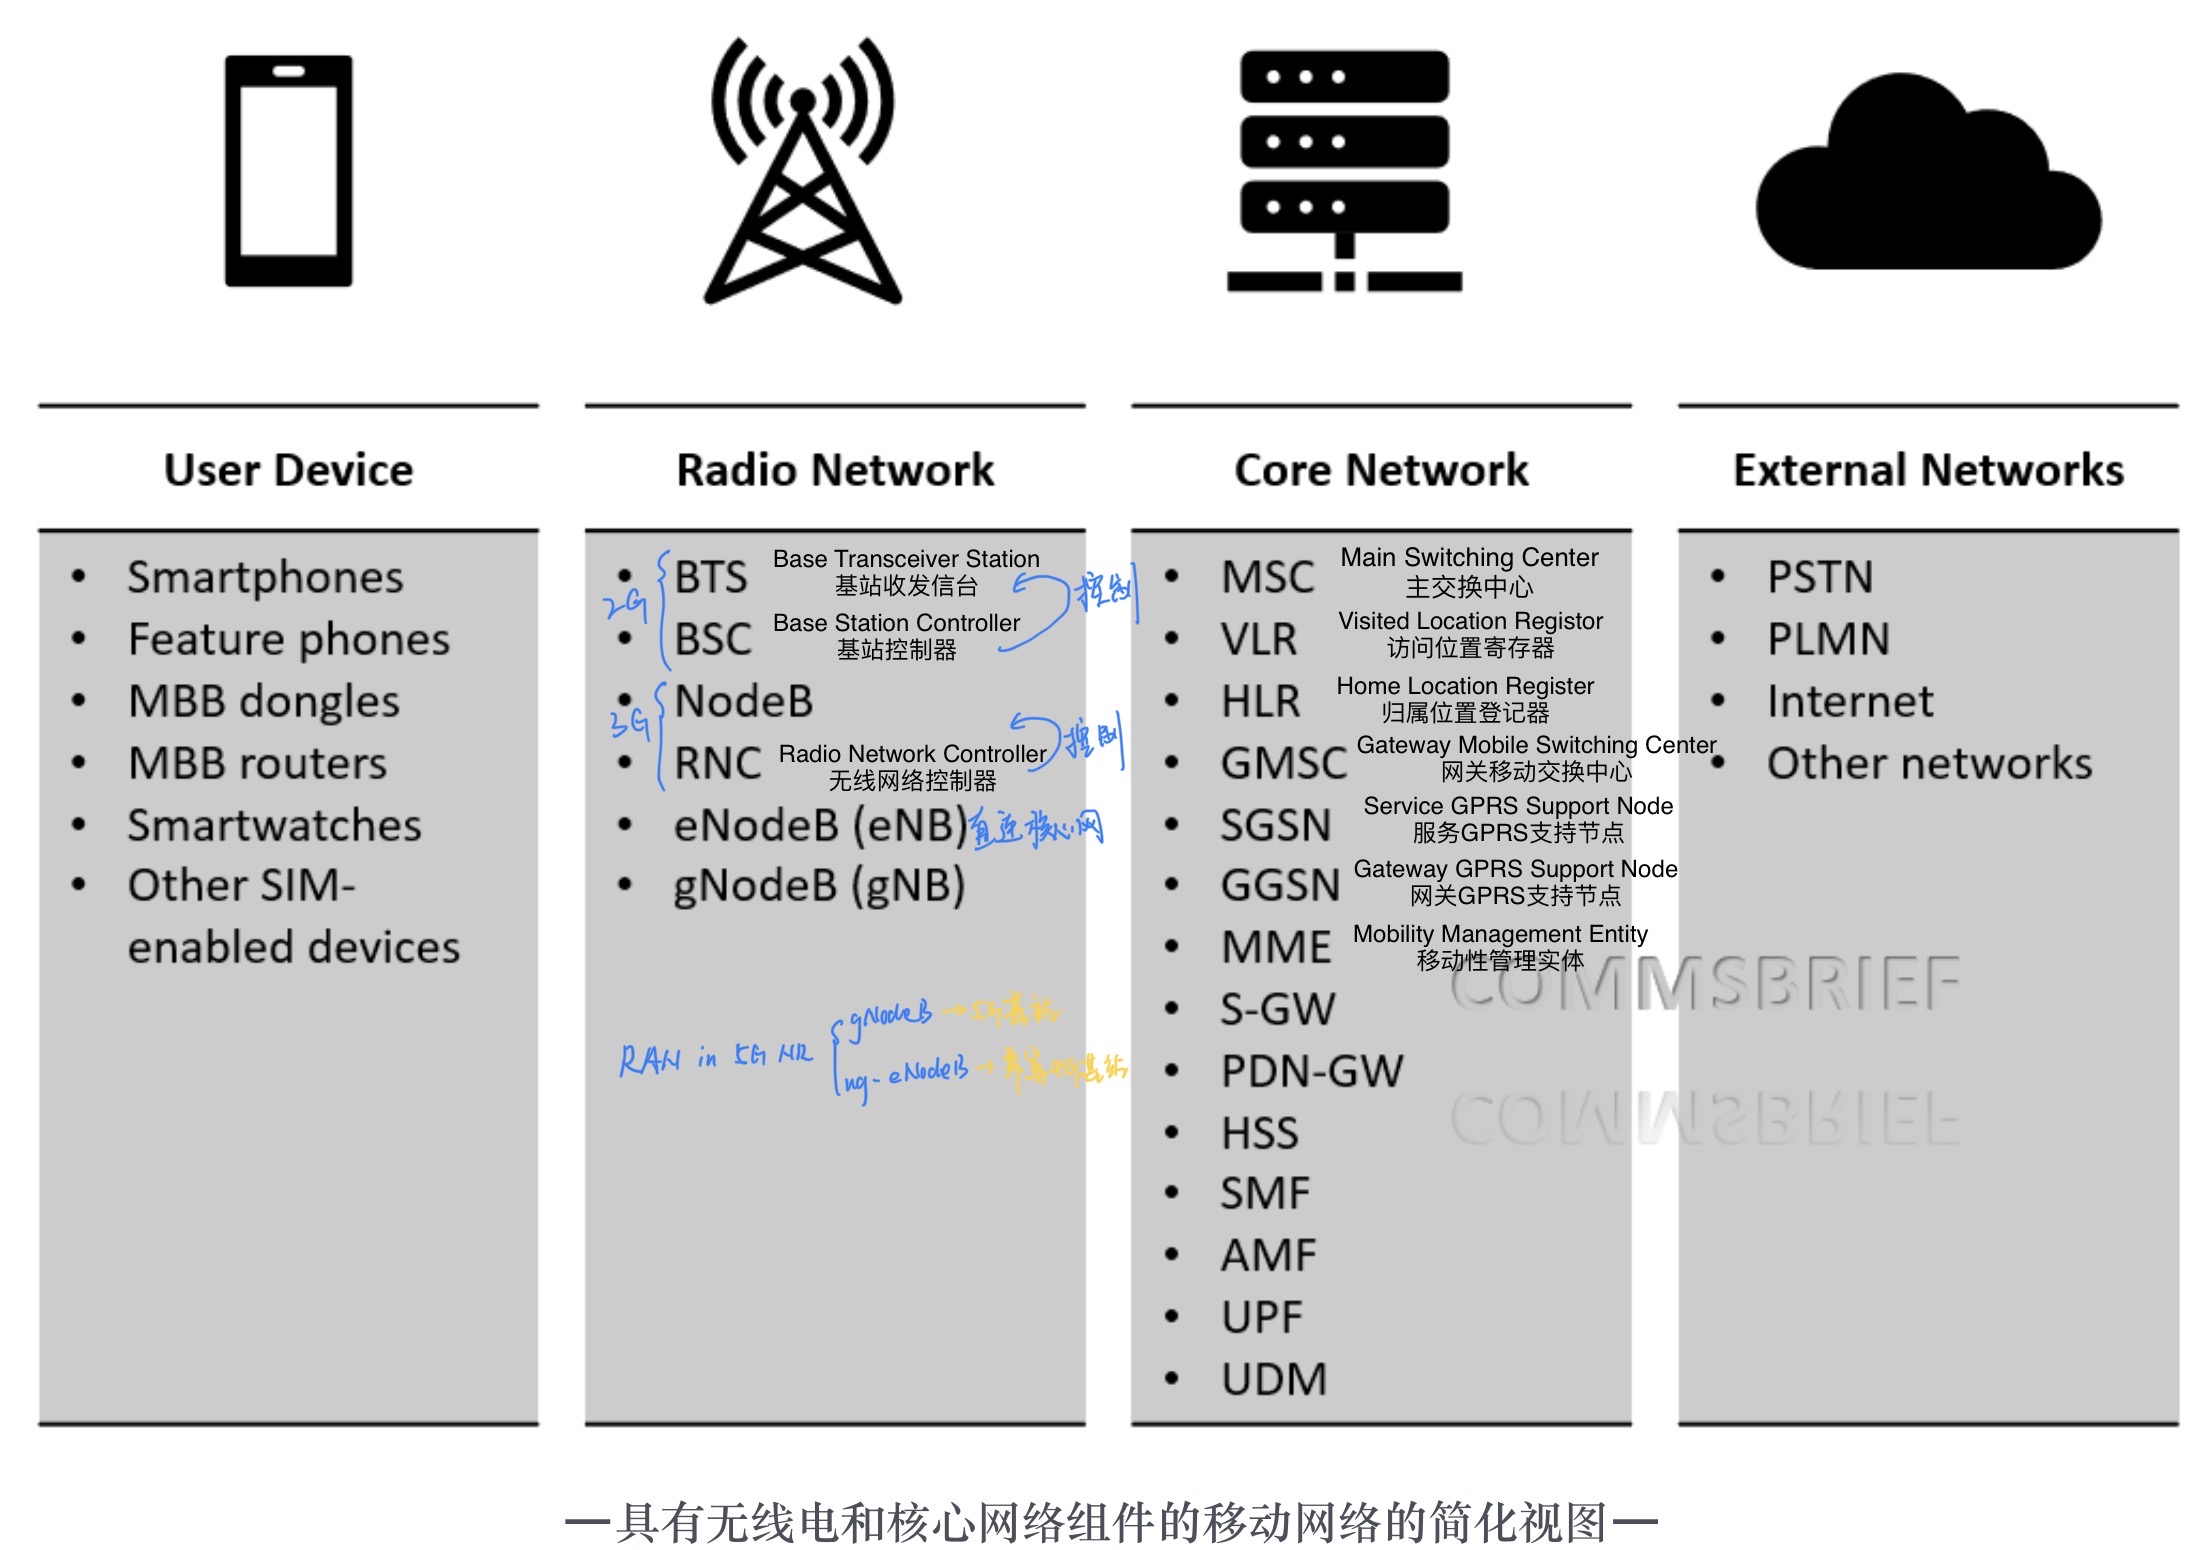 User Device
Smartphones
Feature phones
MBB dongles
MBB routers
Smartwatches
Other SIM-
enabled devices
Radio Network
2G
BTS Base Transceiver Station
基站收发信台
BSC Base Station Controller
基站控制器
控制
3G
NodeB
RNC Radio Network Controller
无线网络控制器
控制
eNodeB (eNB) 直连核心网
gNodeB (gNB)
RAN in 5G NR
gNodeB → 5G基站
ng-eNodeB →
Core Network
MSC Main Switching Center
主交换中心
VLR Visited Location Registor
访问位置寄存器
HLR Home Location Register
归属位置登记器
GMSC Gateway Mobile Switching Center
网关移动交换中心
SGSN Service GPRS Support Node
服务GPRS支持节点
GGSN Gateway GPRS Support Node
网关GPRS支持节点
MME Mobility Management Entity
移动性管理实体
S-GW
PDN-GW
HSS
SMF
AMF
UPF
UDM
External Networks
PSTN
PLMN
Internet
Other networks
COMMSBRIEF
—具有无线电和核心网络组件的移动网络的简化视图—